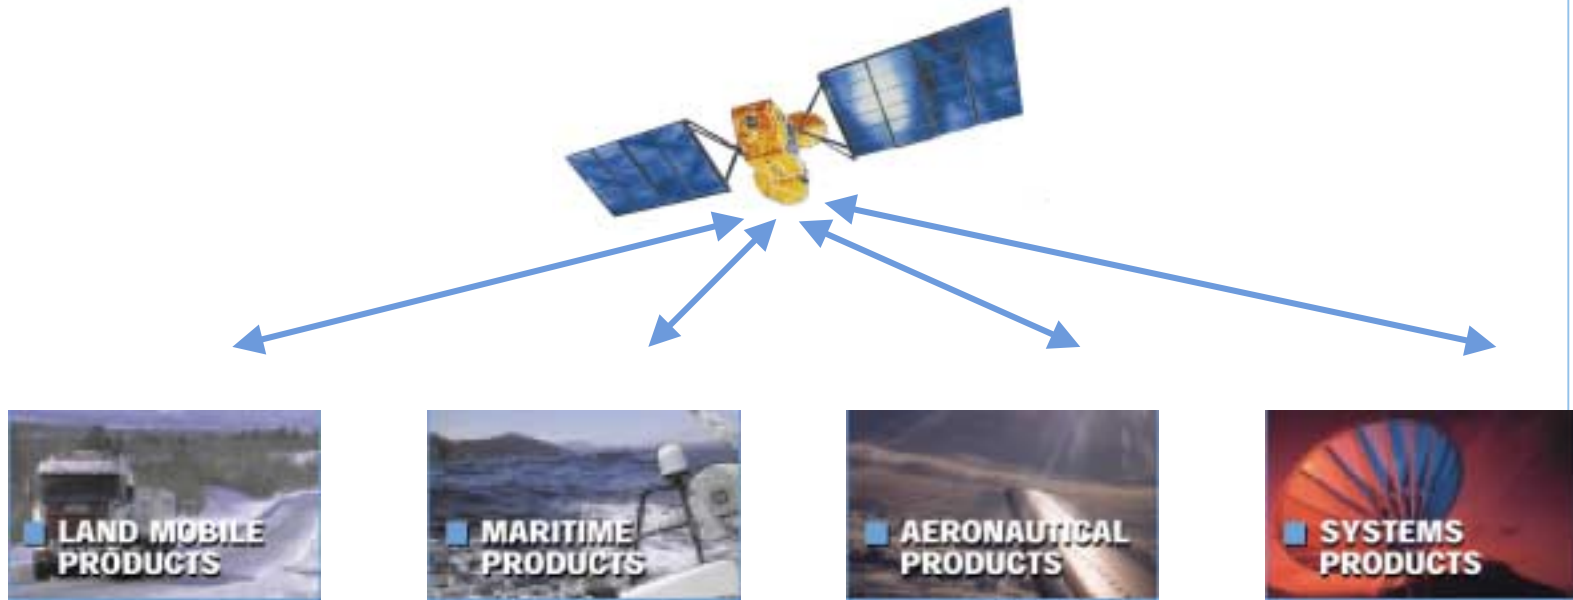 LAND MOBILE
PRODUCTS
MARITIME
PRODUCTS
AERONAUTICAL
PRODUCTS
SYSTEMS
PRODUCTS